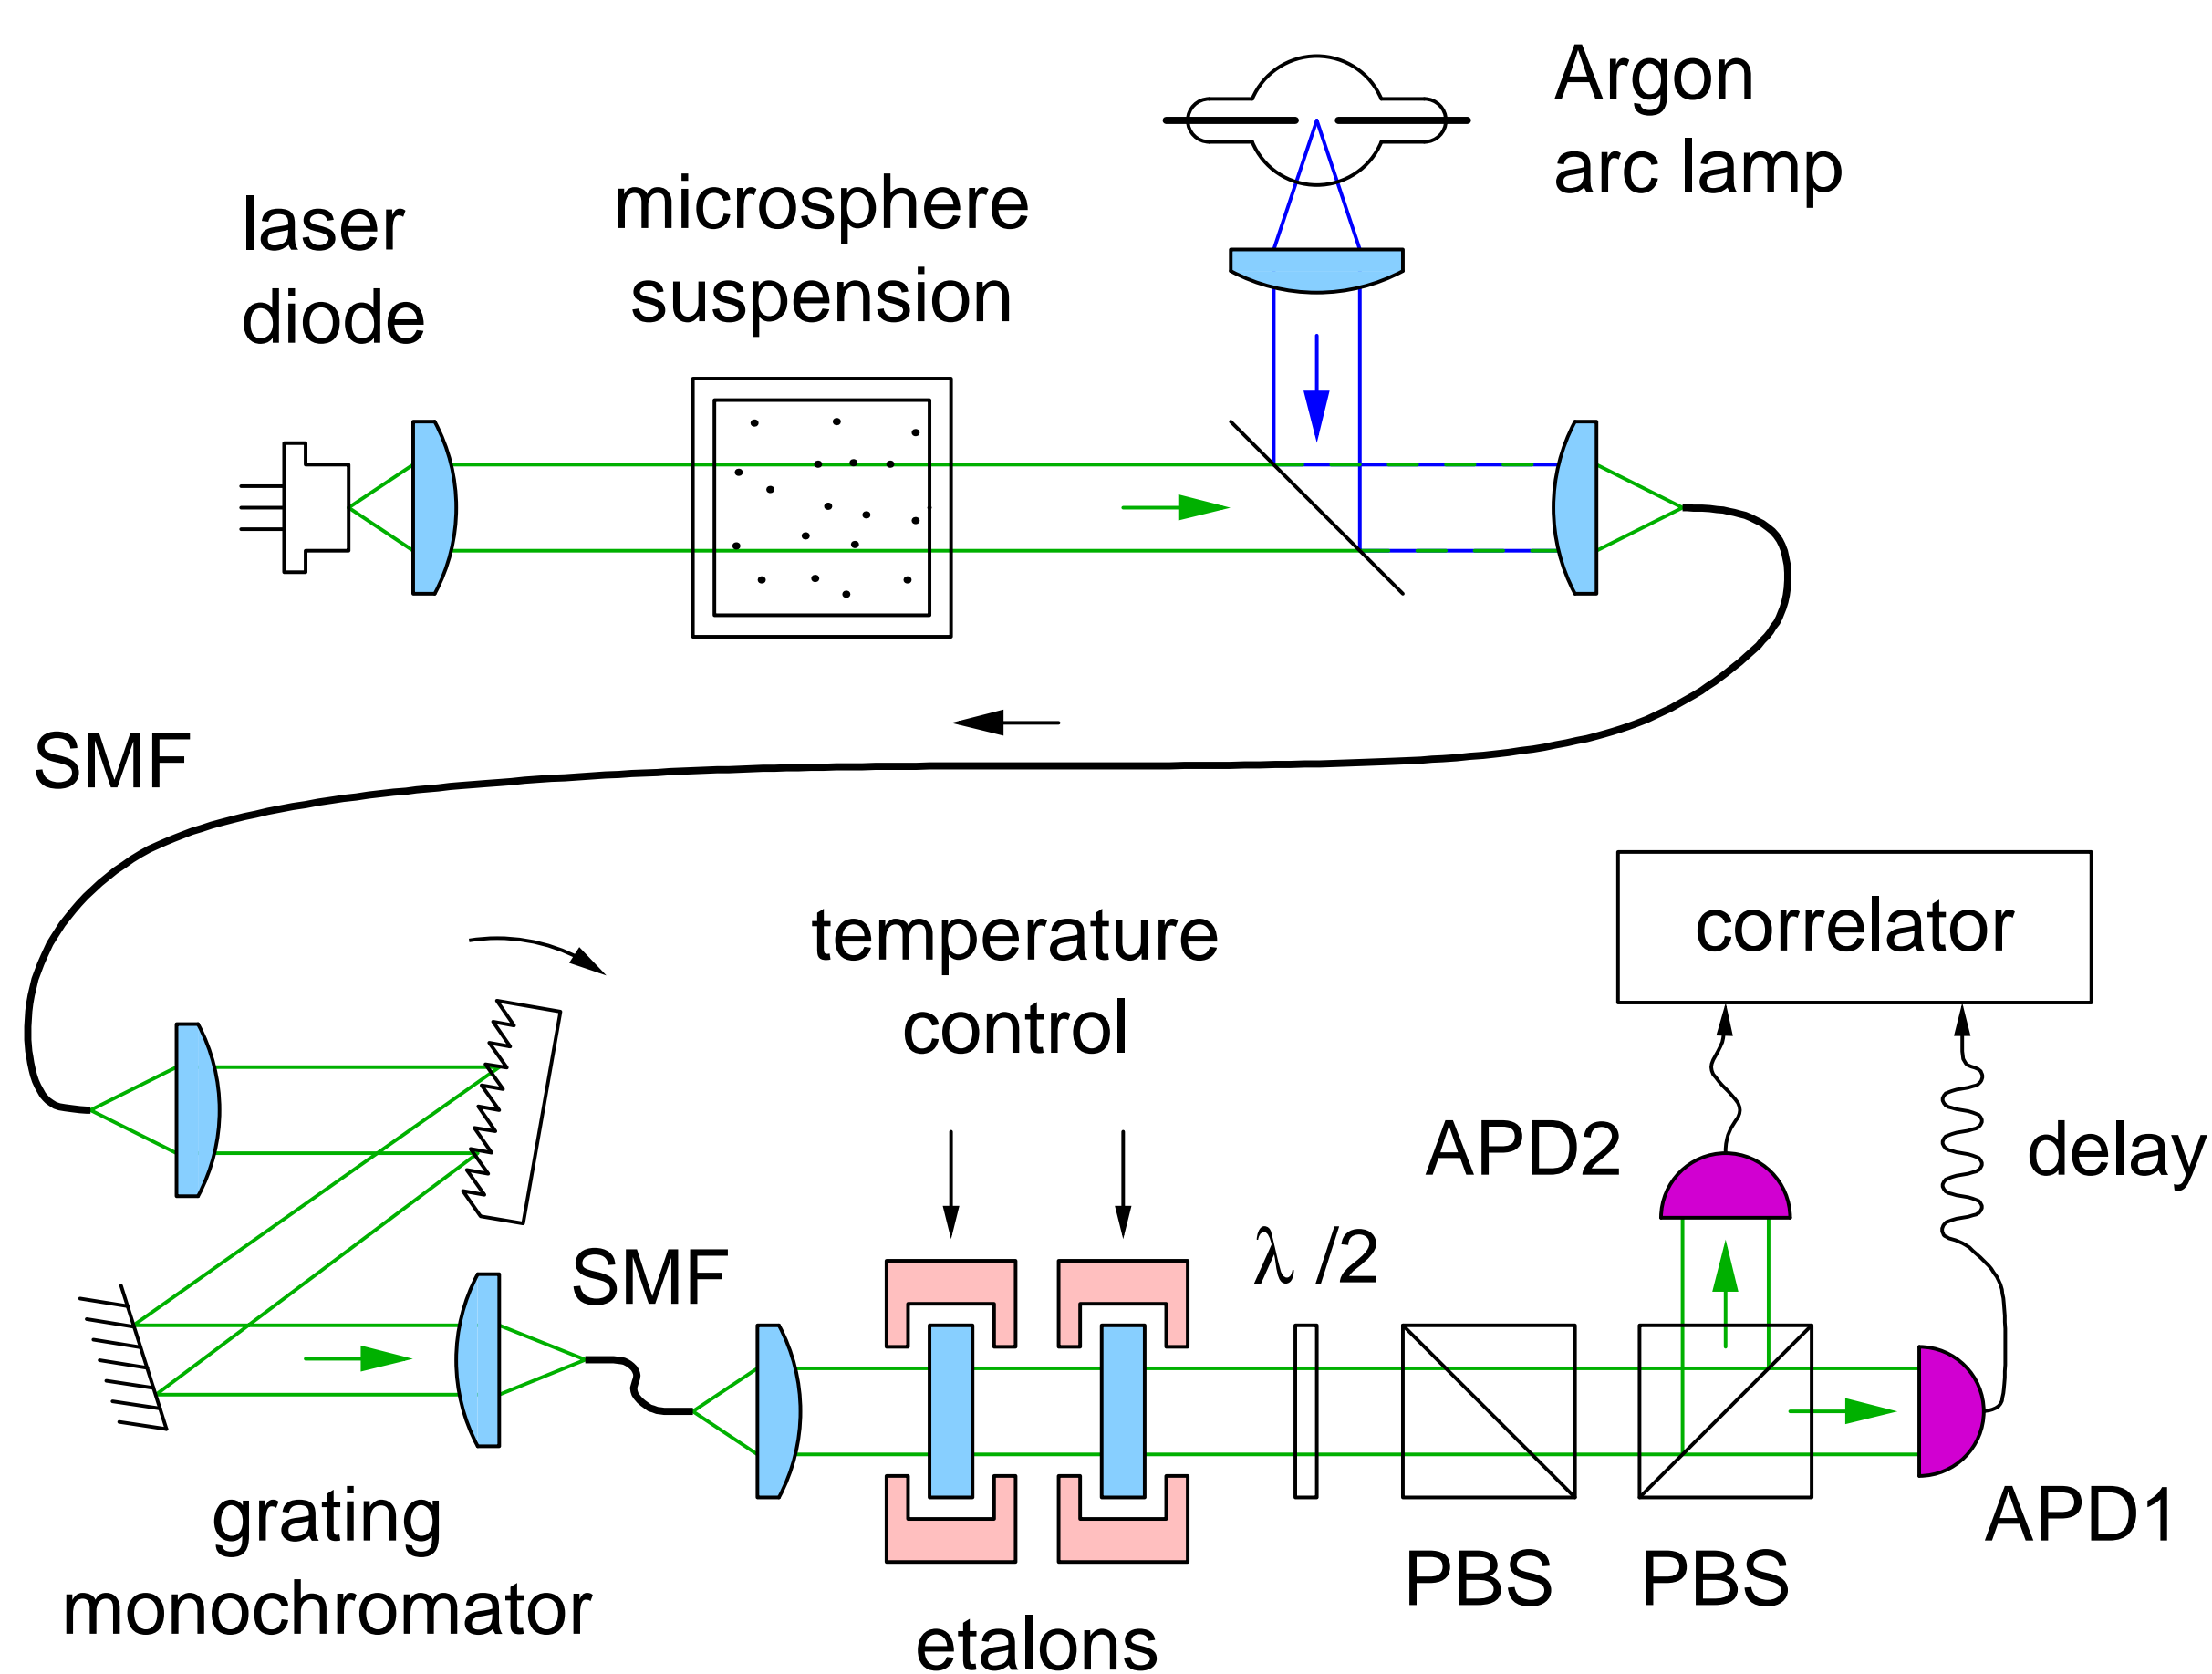 Argon
arc lamp
laser
diode
microsphere
suspension
SMF
temperature
control
correlator
APD2
delay
SMF
λ/2
grating
monochromator
etalons
PBS
PBS
APD1